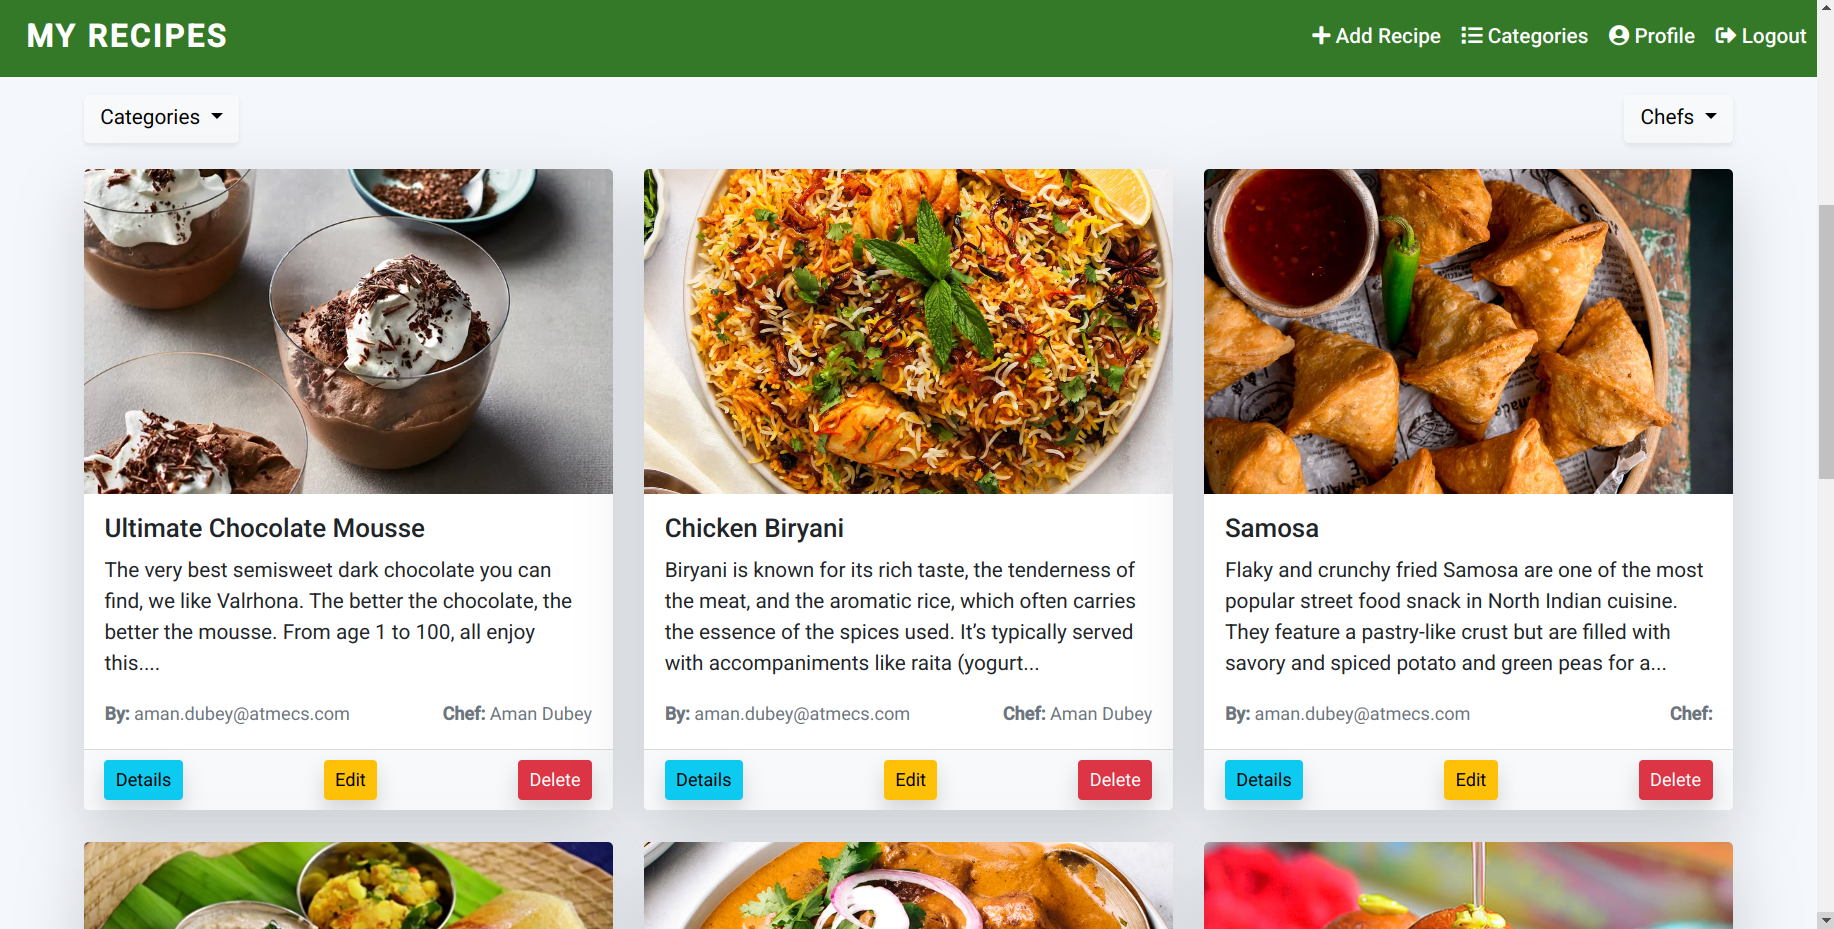 MY RECIPES
Add Recipe
Categories
Profile
Logout
Categories
Chefs
Ultimate Chocolate Mousse
The very best semisweet dark chocolate you can
find, we like Valrhona. The better the chocolate, the
better the mousse. From age 1 to 100, all enjoy
this....
By: aman.dubey@atmecs.com
Chef: Aman Dubey
Details
Edit
Delete
Chicken Biryani
Biryani is known for its rich taste, the tenderness of
the meat, and the aromatic rice, which often carries
the essence of the spices used. It’s typically served
with accompaniments like raita (yogurt...
By: aman.dubey@atmecs.com
Chef: Aman Dubey
Details
Edit
Delete
Samosa
Flaky and crunchy fried Samosa are one of the most
popular street food snack in North Indian cuisine.
They feature a pastry-like crust but are filled with
savory and spiced potato and green peas for a...
By: aman.dubey@atmecs.com
Chef:
Details
Edit
Delete